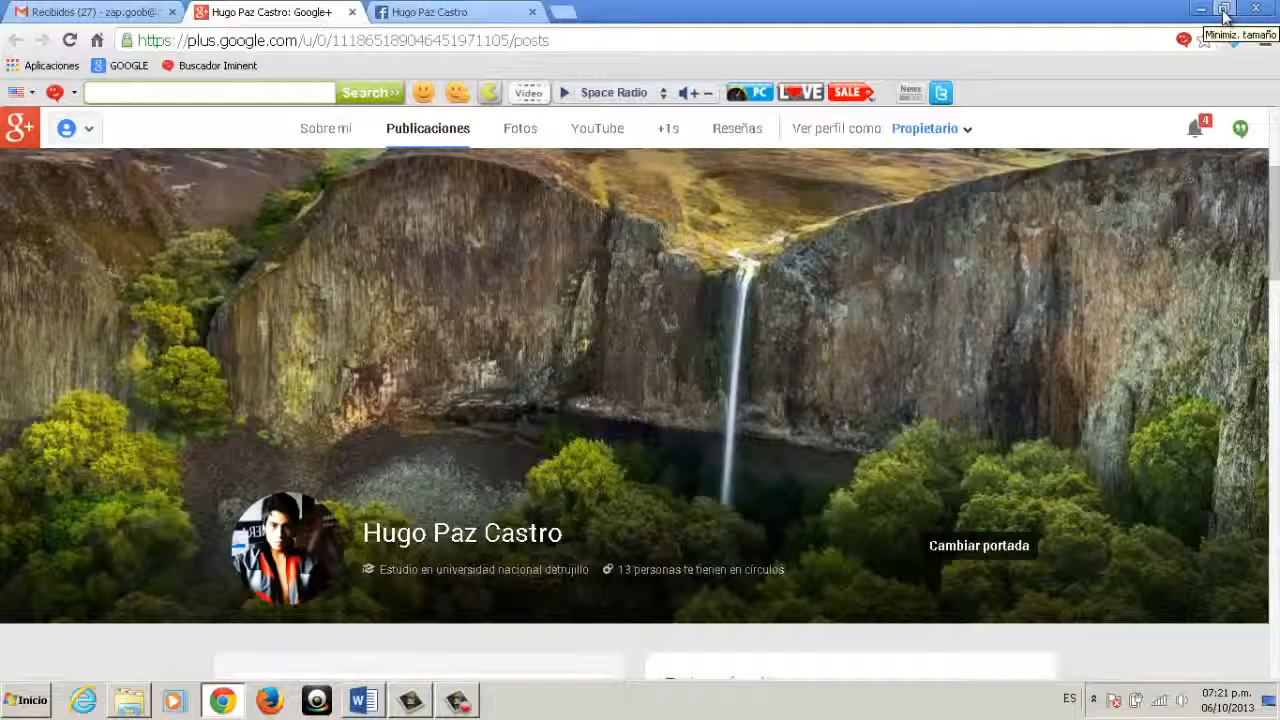 Recibidos (27) - zap.goob@
Hugo Paz Castro: Google+
Hugo Paz Castro
https://plus.google.com/u/0/111865189046451971105/posts
Minimiz. tamaño
Aplicaciones
GOOGLE
Buscador Iminent
Search>>
Video
Space Radio
PC
LOVE
SALE
News
g+
Sobre mí
Publicaciones
Fotos
YouTube
+1s
Reseñas
Ver perfil como:
Propietario
4
Hugo Paz Castro
Cambiar portada
Estudio en universidad nacional detrujillo
13 personas te tienen en círculos
Inicio
ES
07:21 p.m.
06/10/2013